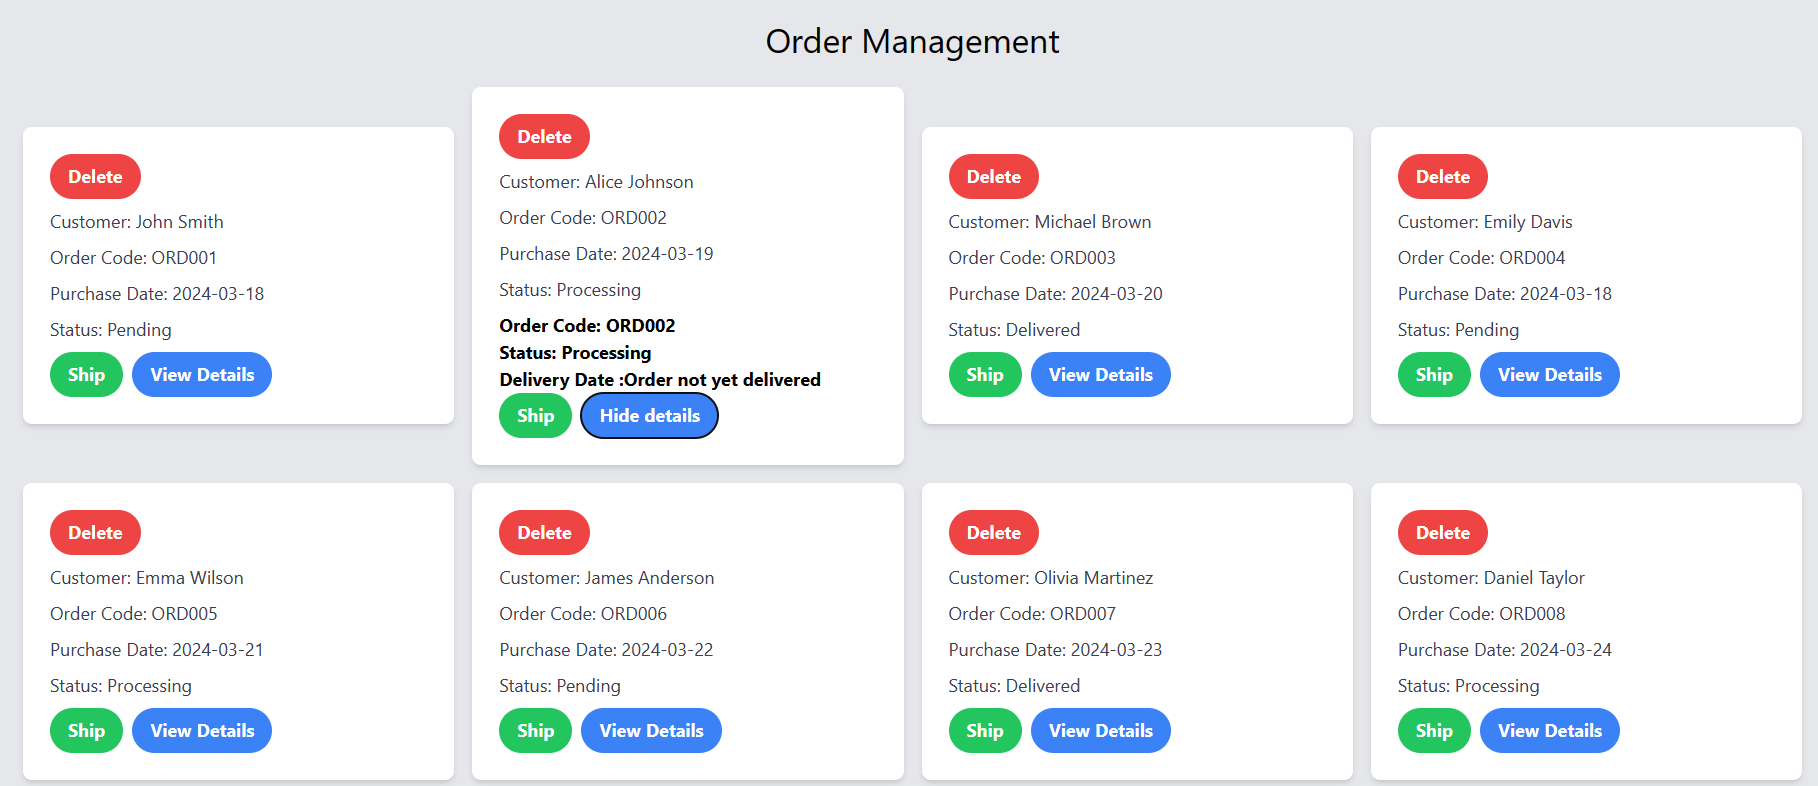 Order Management
Delete
Customer: John Smith
Order Code: ORD001
Purchase Date: 2024-03-18
Status: Pending
Ship View Details
Delete
Customer: Alice Johnson
Order Code: ORD002
Purchase Date: 2024-03-19
Status: Processing
Order Code: ORD002
Status: Processing
Delivery Date :Order not yet delivered
Ship Hide details
Delete
Customer: Michael Brown
Order Code: ORD003
Purchase Date: 2024-03-20
Status: Delivered
Ship View Details
Delete
Customer: Emily Davis
Order Code: ORD004
Purchase Date: 2024-03-18
Status: Pending
Ship View Details
Delete
Customer: Emma Wilson
Order Code: ORD005
Purchase Date: 2024-03-21
Status: Processing
Ship View Details
Delete
Customer: James Anderson
Order Code: ORD006
Purchase Date: 2024-03-22
Status: Pending
Ship View Details
Delete
Customer: Olivia Martinez
Order Code: ORD007
Purchase Date: 2024-03-23
Status: Delivered
Ship View Details
Delete
Customer: Daniel Taylor
Order Code: ORD008
Purchase Date: 2024-03-24
Status: Processing
Ship View Details